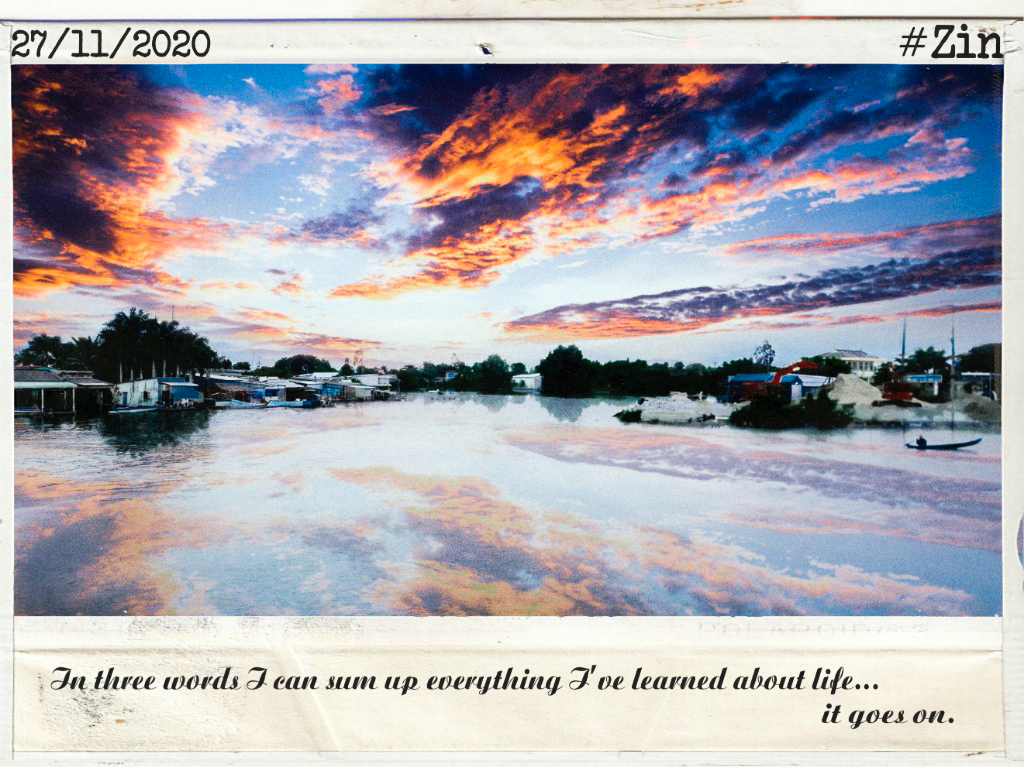 27/11/2020
#Zin
In three words I can sum up everything I've learned about life...
it goes on.